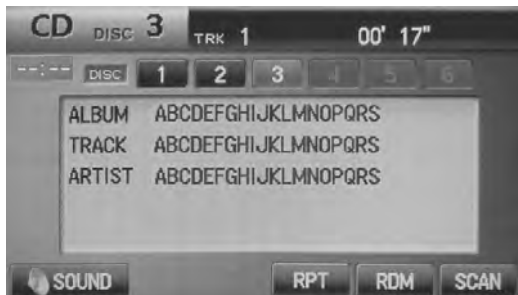 CD DISC 3 TRK 1 00' 17"
--:-- DISC 1 2 3 4 5 6
ALBUM ABCDEFGHIJKLMNOPQRS
TRACK ABCDEFGHIJKLMNOPQRS
ARTIST ABCDEFGHIJKLMNOPQRS
SOUND RPT RDM SCAN